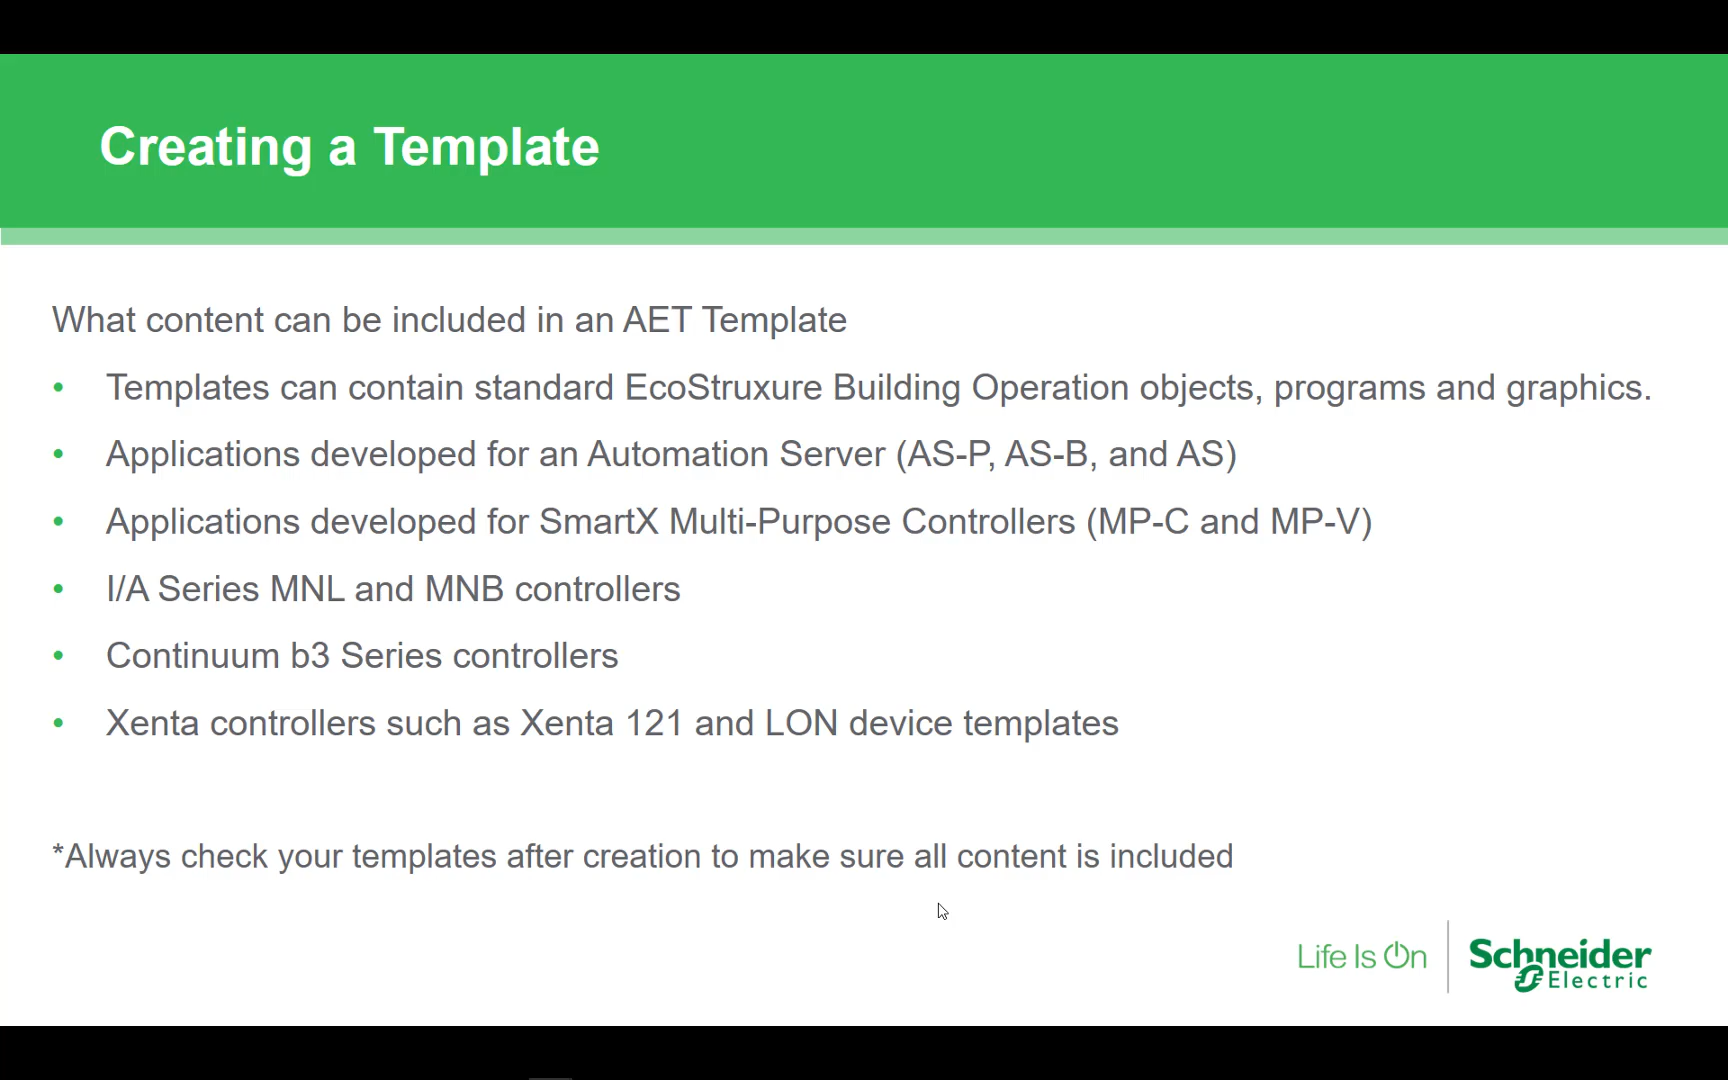 Creating a Template
What content can be included in an AET Template
• Templates can contain standard EcoStruxure Building Operation objects, programs and graphics.
• Applications developed for an Automation Server (AS-P, AS-B, and AS)
• Applications developed for SmartX Multi-Purpose Controllers (MP-C and MP-V)
• I/A Series MNL and MNB controllers
• Continuum b3 Series controllers
• Xenta controllers such as Xenta 121 and LON device templates
*Always check your templates after creation to make sure all content is included
Life Is On
Schneider
Electric